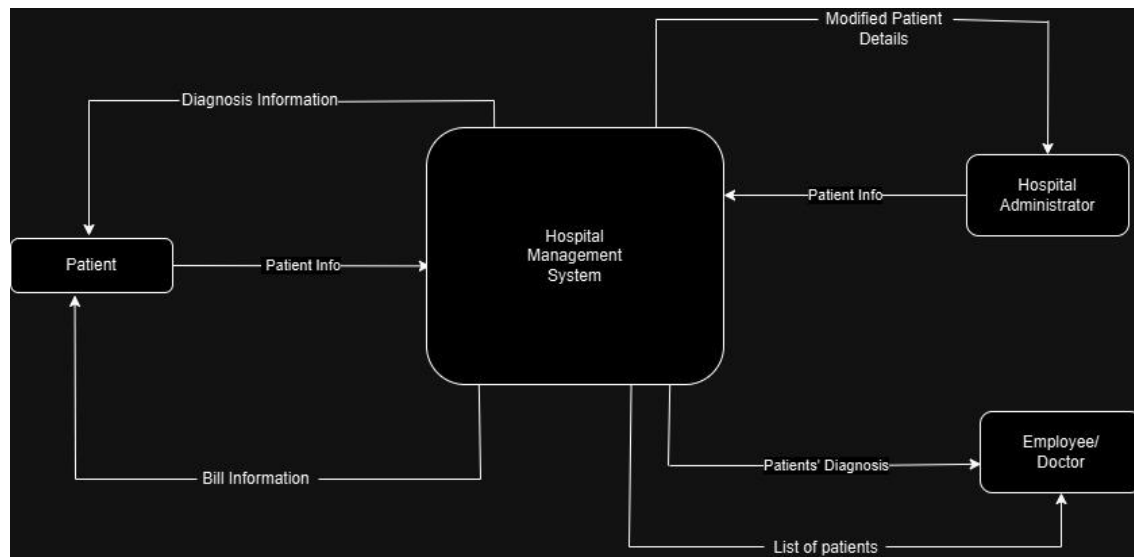 Modified Patient
Details
Diagnosis Information
Hospital
Administrator
Patient Info
Hospital
Management
System
Patient
Patient Info
Employee/
Doctor
Patients' Diagnosis
Bill Information
List of patients